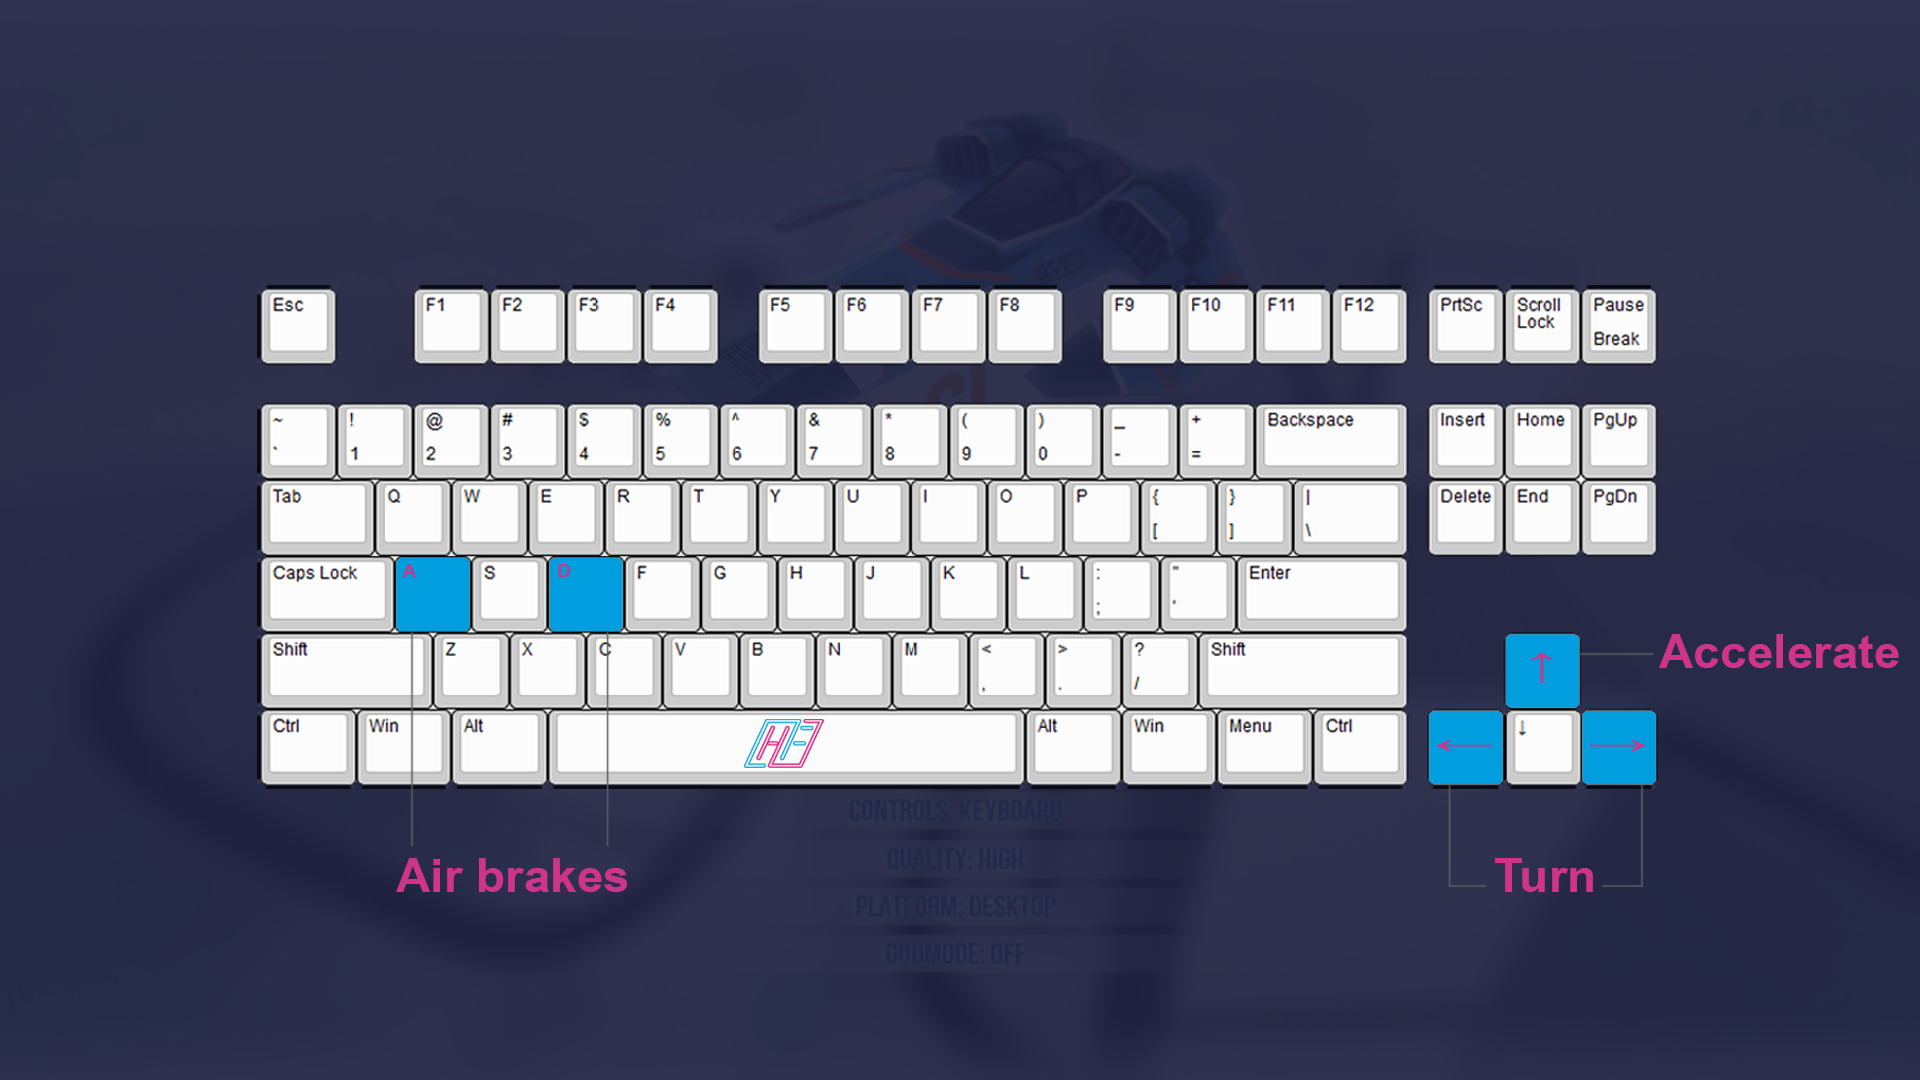 Esc F1 F2 F3 F4 F5 F6 F7 F8 F9 F10 F11 F12 PrtSc Scroll Lock Pause Break
~ ` ! 1 @ 2 # 3 $ 4 % 5 ^ 6 & 7 * 8 ( 9 ) 0 _ - + = Backspace Insert Home PgUp
Tab Q W E R T Y U I O P { [ } ] | \ Delete End PgDn
Caps Lock A S D F G H J K L : ; " ' Enter
Shift Z X C V B N M < , > . ? / Shift ↑ Accelerate
Ctrl Win Alt Alt Win Menu Ctrl ← ↓ →
CONTROLS: KEYBOARD
QUALITY: HIGH
Air brakes
Turn
PLATFORM: DESKTOP
GODMODE: OFF